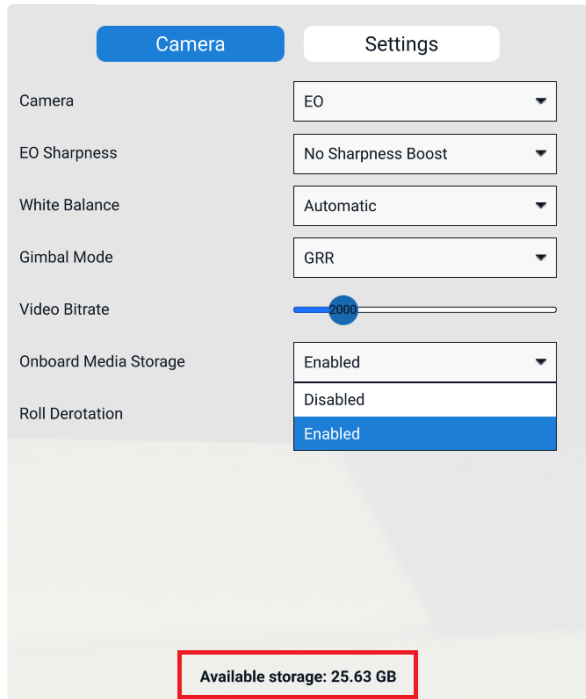 Camera Settings
Camera EO
EO Sharpness No Sharpness Boost
White Balance Automatic
Gimbal Mode GRR
Video Bitrate 2000
Onboard Media Storage Enabled
Disabled
Roll Derotation
Enabled
Available storage: 25.63 GB